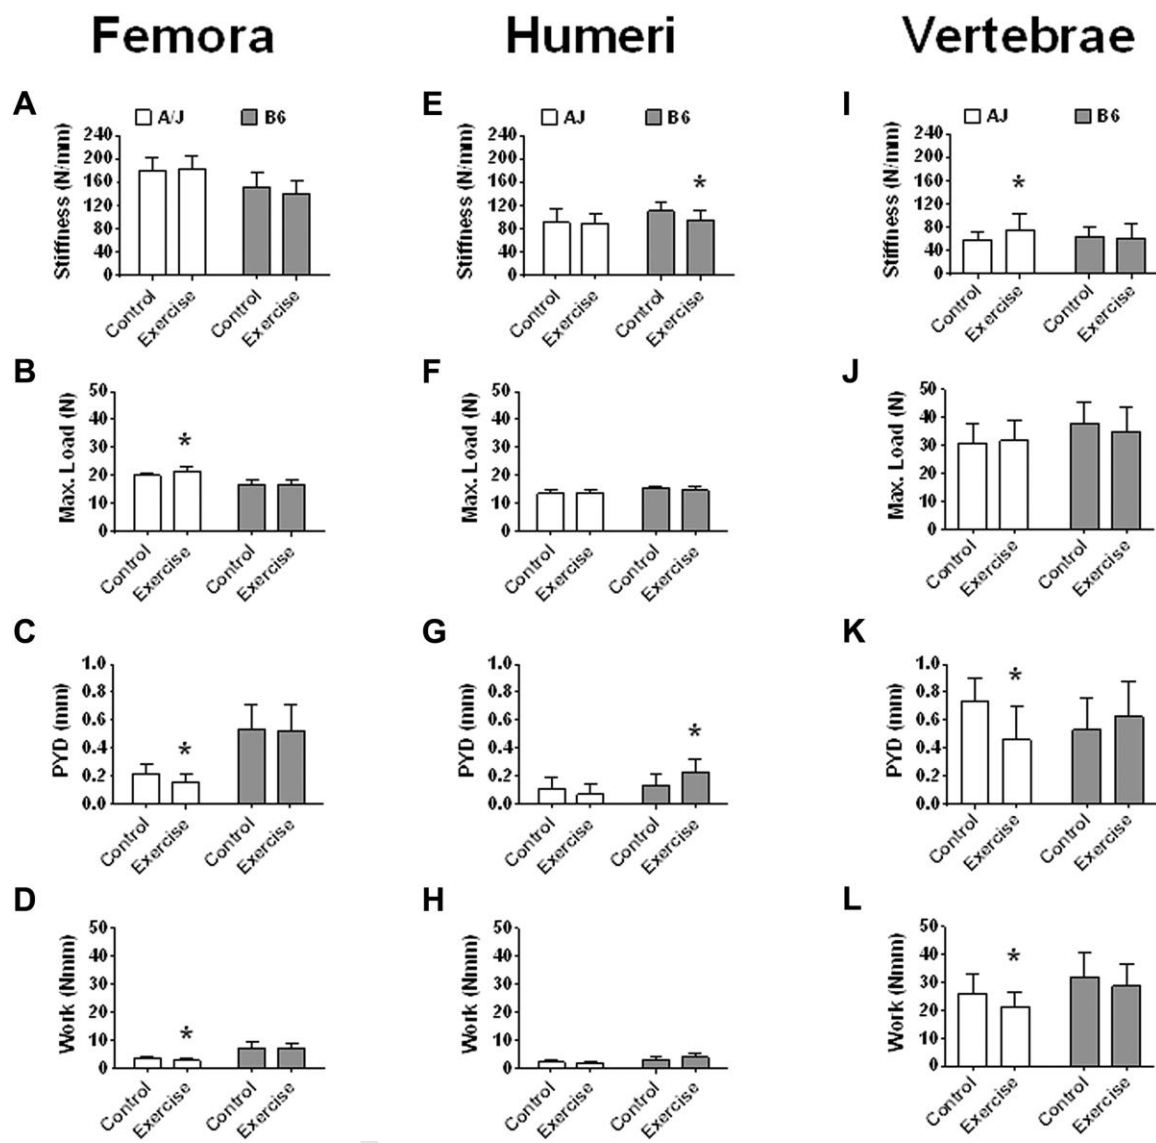 Femora
Humeri
Vertebrae
A
A/J
B6
Stiffness (N/mm)
240
200
160
120
80
40
0
Control
Exercise
Control
Exercise
E
AJ
B6
Stiffness (N/mm)
240
200
160
120
80
40
0
*
Control
Exercise
Control
Exercise
I
AJ
B6
Stiffness (N/mm)
240
200
160
120
80
40
0
*
Control
Exercise
Control
Exercise
B
Max. Load (N)
50
40
30
20
10
0
*
Control
Exercise
Control
Exercise
F
Max. Load (N)
50
40
30
20
10
0
Control
Exercise
Control
Exercise
J
Max. Load (N)
50
40
30
20
10
0
Control
Exercise
Control
Exercise
C
PYD (mm)
1.0
0.8
0.6
0.4
0.2
0.0
*
Control
Exercise
Control
Exercise
G
PYD (mm)
1.0
0.8
0.6
0.4
0.2
0.0
*
Control
Exercise
Control
Exercise
K
PYD (mm)
1.0
0.8
0.6
0.4
0.2
0.0
*
Control
Exercise
Control
Exercise
D
Work (Nmm)
50
40
30
20
10
0
*
Control
Exercise
Control
Exercise
H
Work (Nmm)
50
40
30
20
10
0
Control
Exercise
Control
Exercise
L
Work (Nmm)
50
40
30
20
10
0
*
Control
Exercise
Control
Exercise